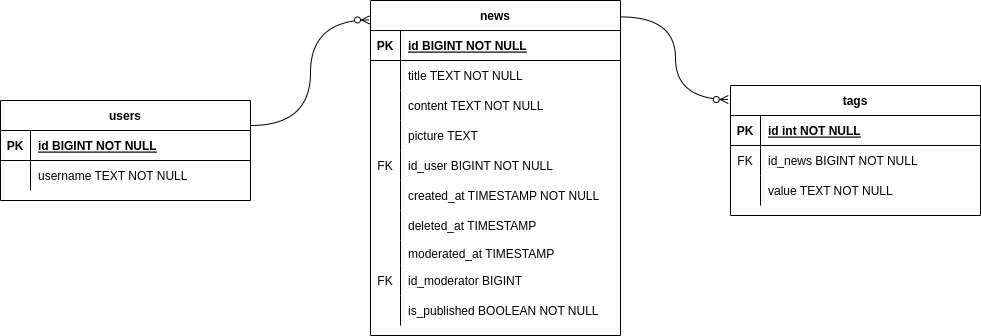 users
PK id BIGINT NOT NULL
username TEXT NOT NULL
news
PK id BIGINT NOT NULL
title TEXT NOT NULL
content TEXT NOT NULL
picture TEXT
FK id_user BIGINT NOT NULL
created_at TIMESTAMP NOT NULL
deleted_at TIMESTAMP
moderated_at TIMESTAMP
FK id_moderator BIGINT
is_published BOOLEAN NOT NULL
tags
PK id int NOT NULL
FK id_news BIGINT NOT NULL
value TEXT NOT NULL